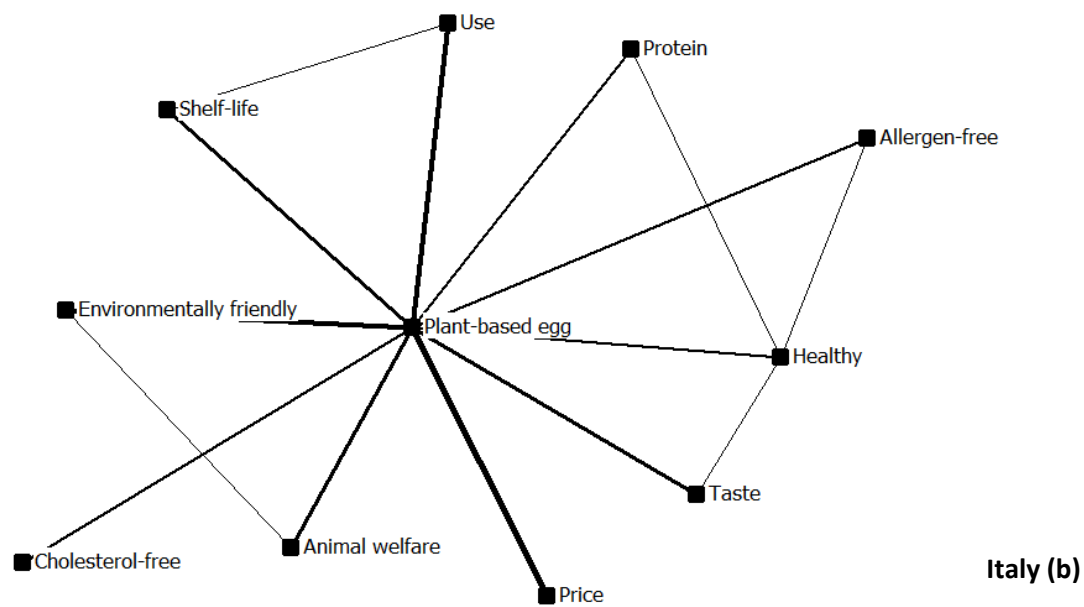 Use
Protein
Shelf-life
Allergen-free
Environmentally friendly
Plant-based egg
Healthy
Taste
Animal welfare
Cholesterol-free
Italy (b)
Price